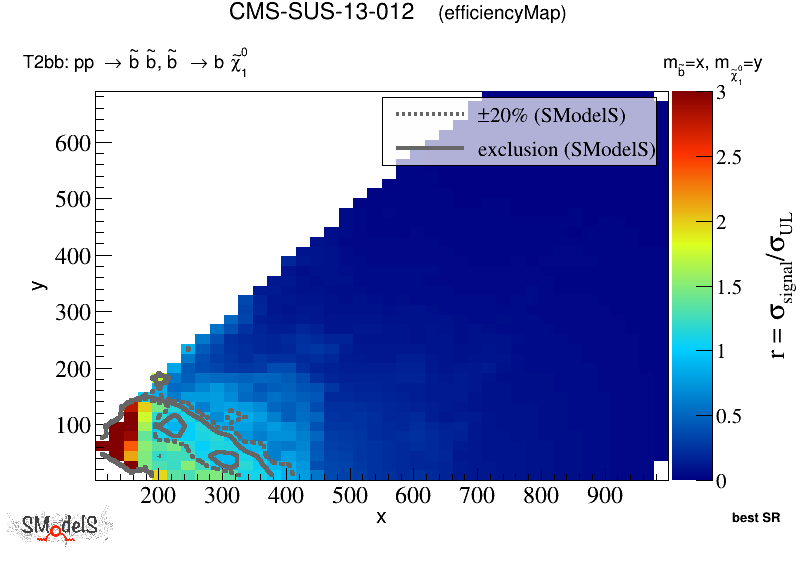 CMS-SUS-13-012 (efficiencyMap)
T2bb: pp → b̃ b̃, b̃ → b χ̃⁰₁
m_b̃=x, m_χ̃⁰₁=y
±20% (SModelS)
exclusion (SModelS)
3
2.5
2
1.5
1
0.5
0
r = σ_signal/σ_UL
600
500
400
300
200
100
y
200 300 400 500 600 700 800 900
x
SModelS
best SR